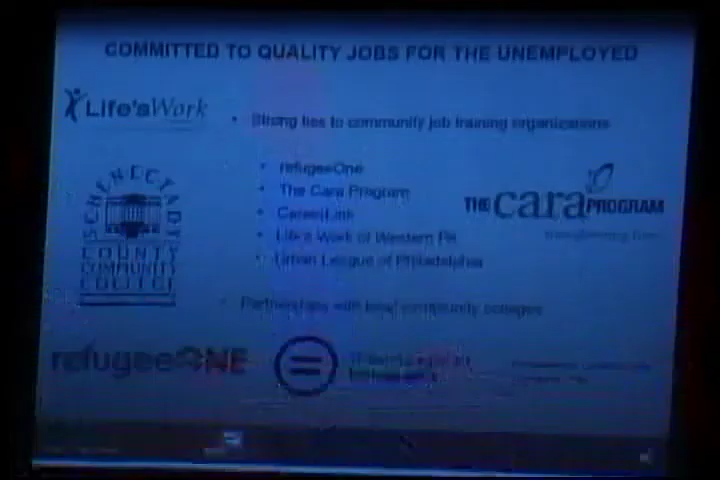 COMMITTED TO QUALITY JOBS FOR THE UNEMPLOYED
Life'sWork
• Strong ties to community job training organizations
• refugeeOne
• The Cara Program
• CareerLink
• Life's Work of Western PA
• Urban League of Philadelphia
SCHENECTADY
COUNTY
COMMUNITY
COLLEGE
THE cara PROGRAM
• Partnerships with local community colleges
refugeeONE